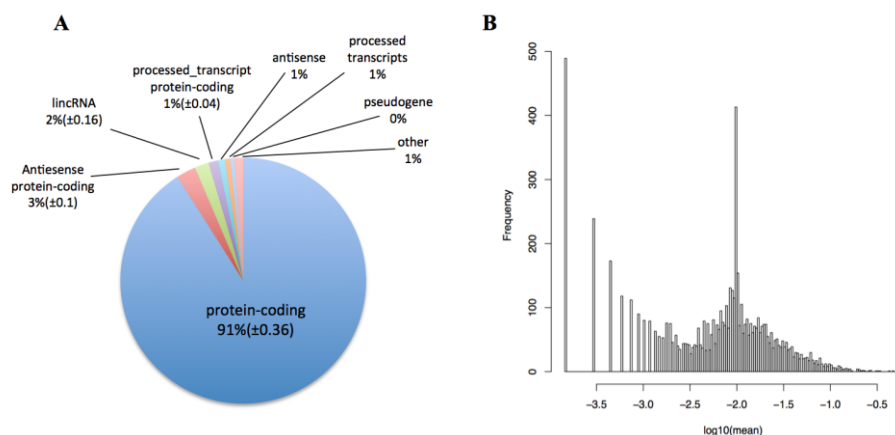 A
processed_transcript
protein-coding
1%(±0.04)
antisense
1%
processed
transcripts
1%
lincRNA
2%(±0.16)
pseudogene
0%
Antiesense
protein-coding
3%(±0.1)
other
1%
protein-coding
91%(±0.36)
B
500
400
300
200
100
0
Frequency
−3.5 −3.0 −2.5 −2.0 −1.5 −1.0 −0.5
log10(mean)